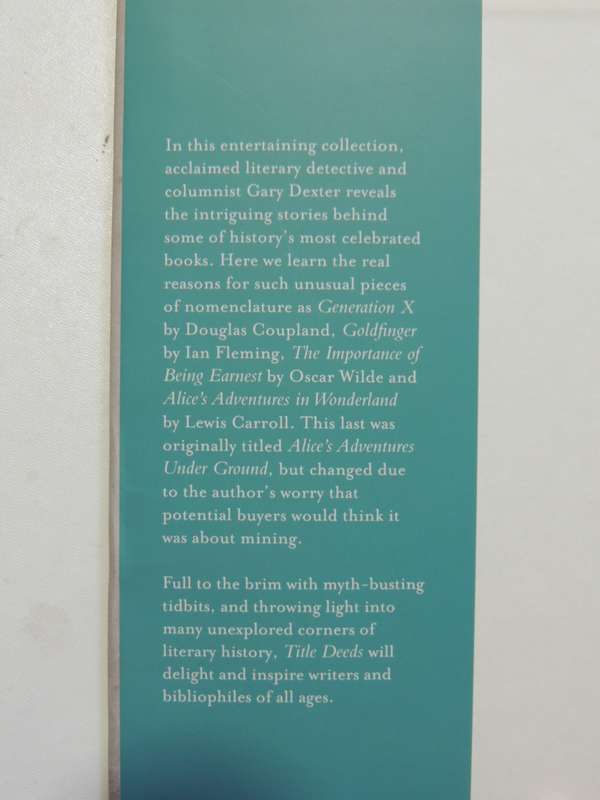 In this entertaining collection,
acclaimed literary detective and
columnist Gary Dexter reveals
the intriguing stories behind
some of history's most celebrated
books. Here we learn the real
reasons for such unusual pieces
of nomenclature as Generation X
by Douglas Coupland, Goldfinger
by Ian Fleming, The Importance of
Being Earnest by Oscar Wilde and
Alice's Adventures in Wonderland
by Lewis Carroll. This last was
originally titled Alice's Adventures
Under Ground, but changed due
to the author's worry that
potential buyers would think it
was about mining.
Full to the brim with myth-busting
tidbits, and throwing light into
many unexplored corners of
literary history, Title Deeds will
delight and inspire writers and
bibliophiles of all ages.